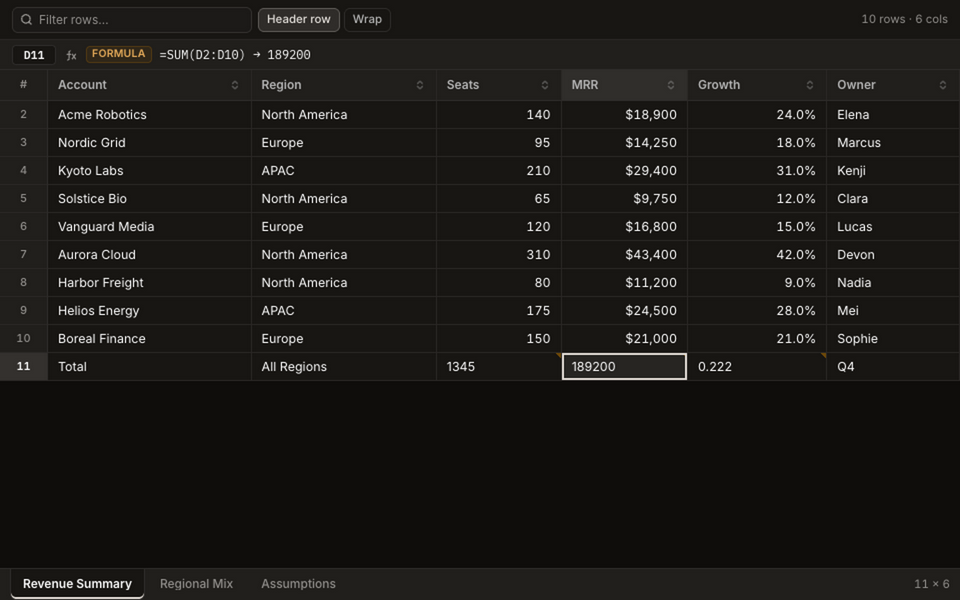 Filter rows... Header row Wrap 10 rows · 6 cols
D11 fx FORMULA =SUM(D2:D10) → 189200
# Account Region Seats MRR Growth Owner
2 Acme Robotics North America 140 $18,900 24.0% Elena
3 Nordic Grid Europe 95 $14,250 18.0% Marcus
4 Kyoto Labs APAC 210 $29,400 31.0% Kenji
5 Solstice Bio North America 65 $9,750 12.0% Clara
6 Vanguard Media Europe 120 $16,800 15.0% Lucas
7 Aurora Cloud North America 310 $43,400 42.0% Devon
8 Harbor Freight North America 80 $11,200 9.0% Nadia
9 Helios Energy APAC 175 $24,500 28.0% Mei
10 Boreal Finance Europe 150 $21,000 21.0% Sophie
11 Total All Regions 1345 189200 0.222 Q4
Revenue Summary Regional Mix Assumptions 11 × 6